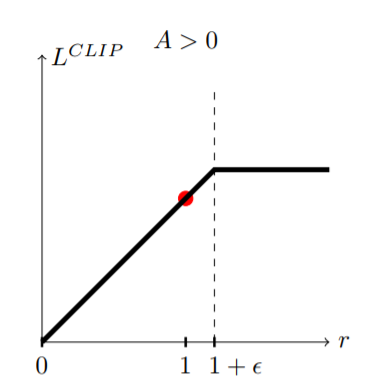 A > 0
L^{CLIP}
r
0 1 1 + ϵ